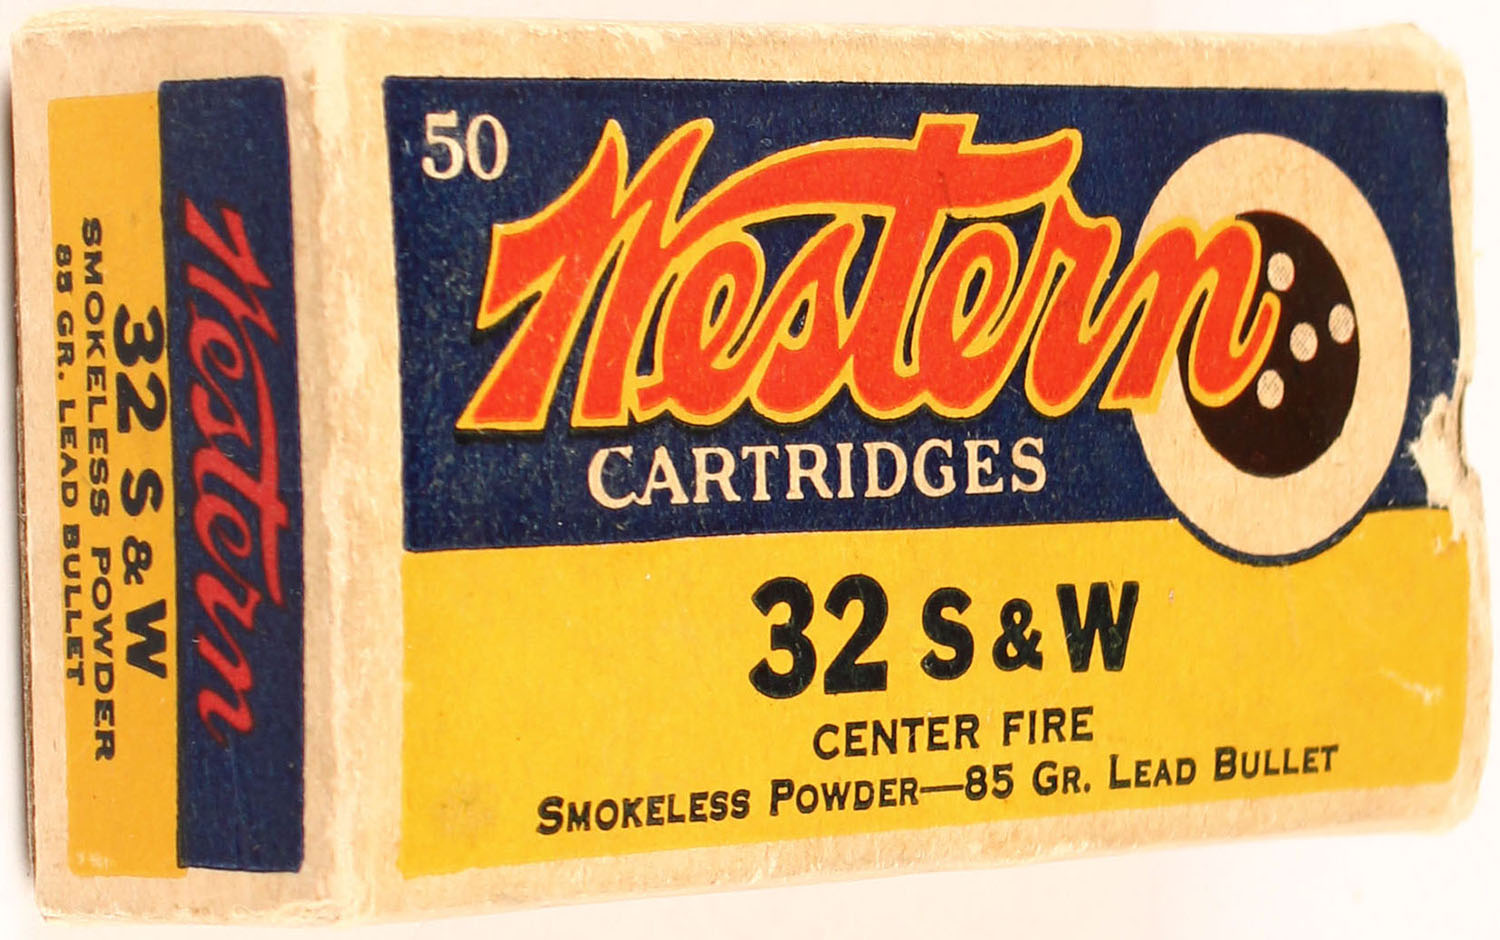 50
Western
CARTRIDGES
32 S & W
CENTER FIRE
SMOKELESS POWDER—85 GR. LEAD BULLET
Western
32 S & W
SMOKELESS POWDER
85 GR. LEAD BULLET